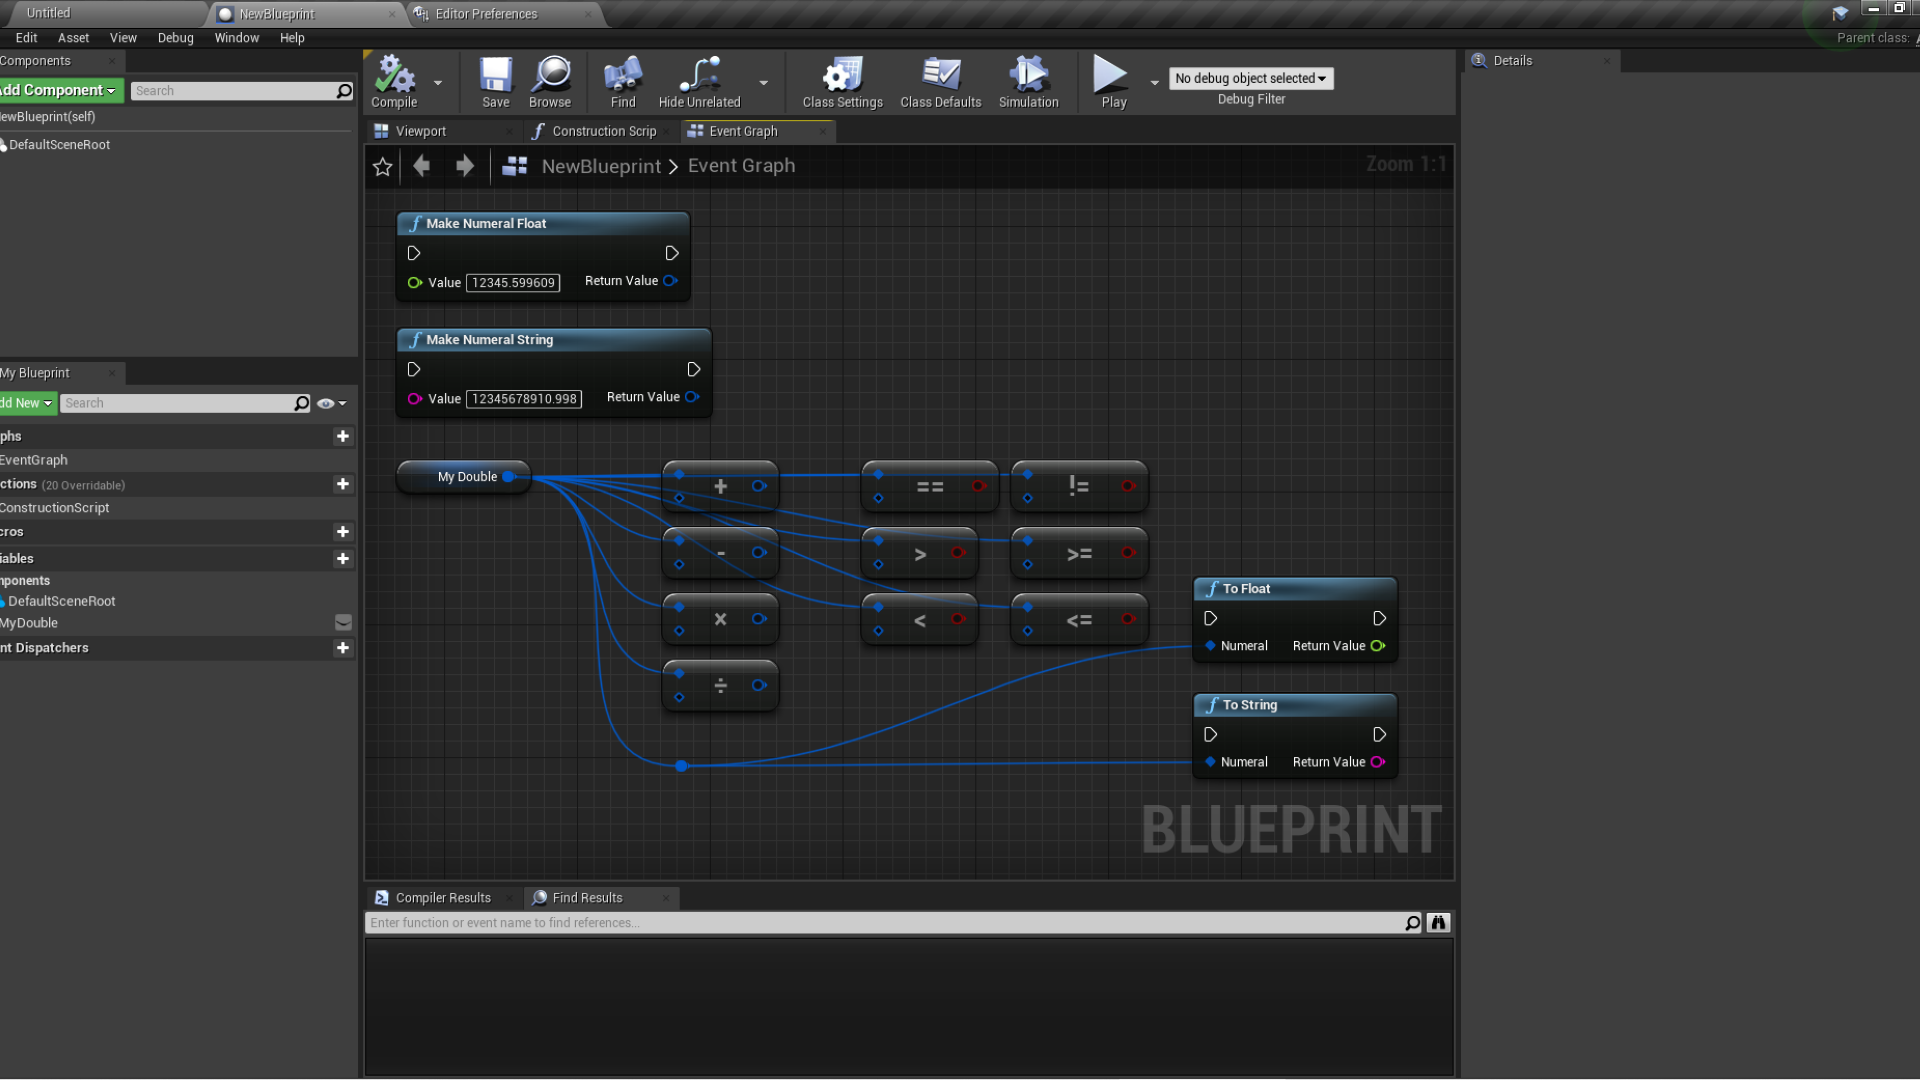 Untitled
NewBlueprint
Editor Preferences
Edit Asset View Debug Window Help
Parent class:
Components
Add Component
Search
NewBlueprint(self)
DefaultSceneRoot
My Blueprint
Add New
Search
phs
EventGraph
ctions (20 Overridable)
ConstructionScript
cros
iables
mponents
DefaultSceneRoot
MyDouble
nt Dispatchers
Compile
Save
Browse
Find
Hide Unrelated
Class Settings
Class Defaults
Simulation
Play
No debug object selected
Debug Filter
Viewport
Construction Scrip
Event Graph
NewBlueprint > Event Graph
Zoom 1:1
f Make Numeral Float
Value 12345.599609 Return Value
f Make Numeral String
Value 12345678910.998 Return Value
My Double
+
==
!=
-
>
>=
×
<
<=
÷
f To Float
Numeral Return Value
f To String
Numeral Return Value
BLUEPRINT
Compiler Results
Find Results
Enter function or event name to find references...
Details